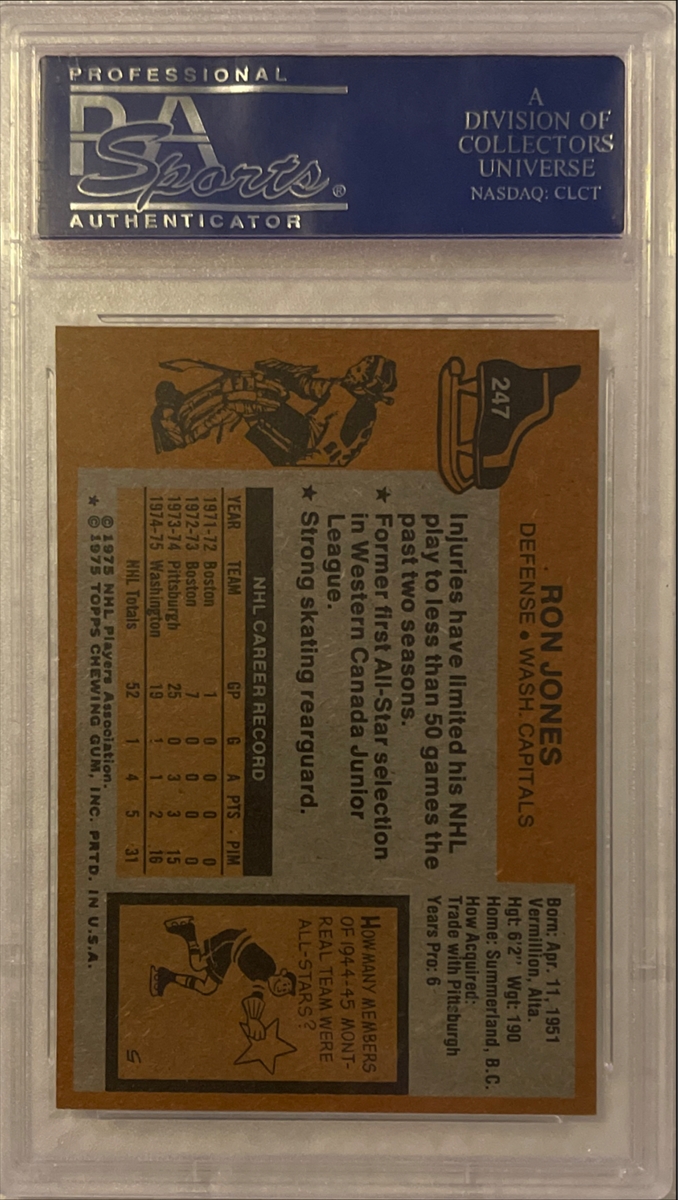 PROFESSIONAL
PSA
Sports®
AUTHENTICATOR
A
DIVISION OF
COLLECTORS
UNIVERSE
NASDAQ: CLCT
247
RON JONES
DEFENSE • WASH. CAPITALS
Injuries have limited his NHL
play to less than 50 games the
past two seasons.
★ Former first All-Star selection
in Western Canada Junior
League.
★ Strong skating rearguard.
NHL CAREER RECORD
YEAR TEAM GP G A PTS PIM
1971-72 Boston 1 0 0 0 0
1972-73 Boston 7 0 0 0 0
1973-74 Pittsburgh 25 0 3 3 15
1974-75 Washington 19 1 1 2 16
NHL Totals 52 1 4 5 31
© 1975 NHL Players Association.
★ © 1975 TOPPS CHEWING GUM, INC. PRTD. IN U.S.A.
Born: Apr. 11, 1951
Vermillion, Alta.
Hgt: 6'2" Wgt: 190
Home: Summerland, B.C.
How Acquired:
Trade with Pittsburgh
Years Pro: 6
HOW MANY MEMBERS
OF 1944-45 MONT-
REAL TEAM WERE
ALL-STARS?
5